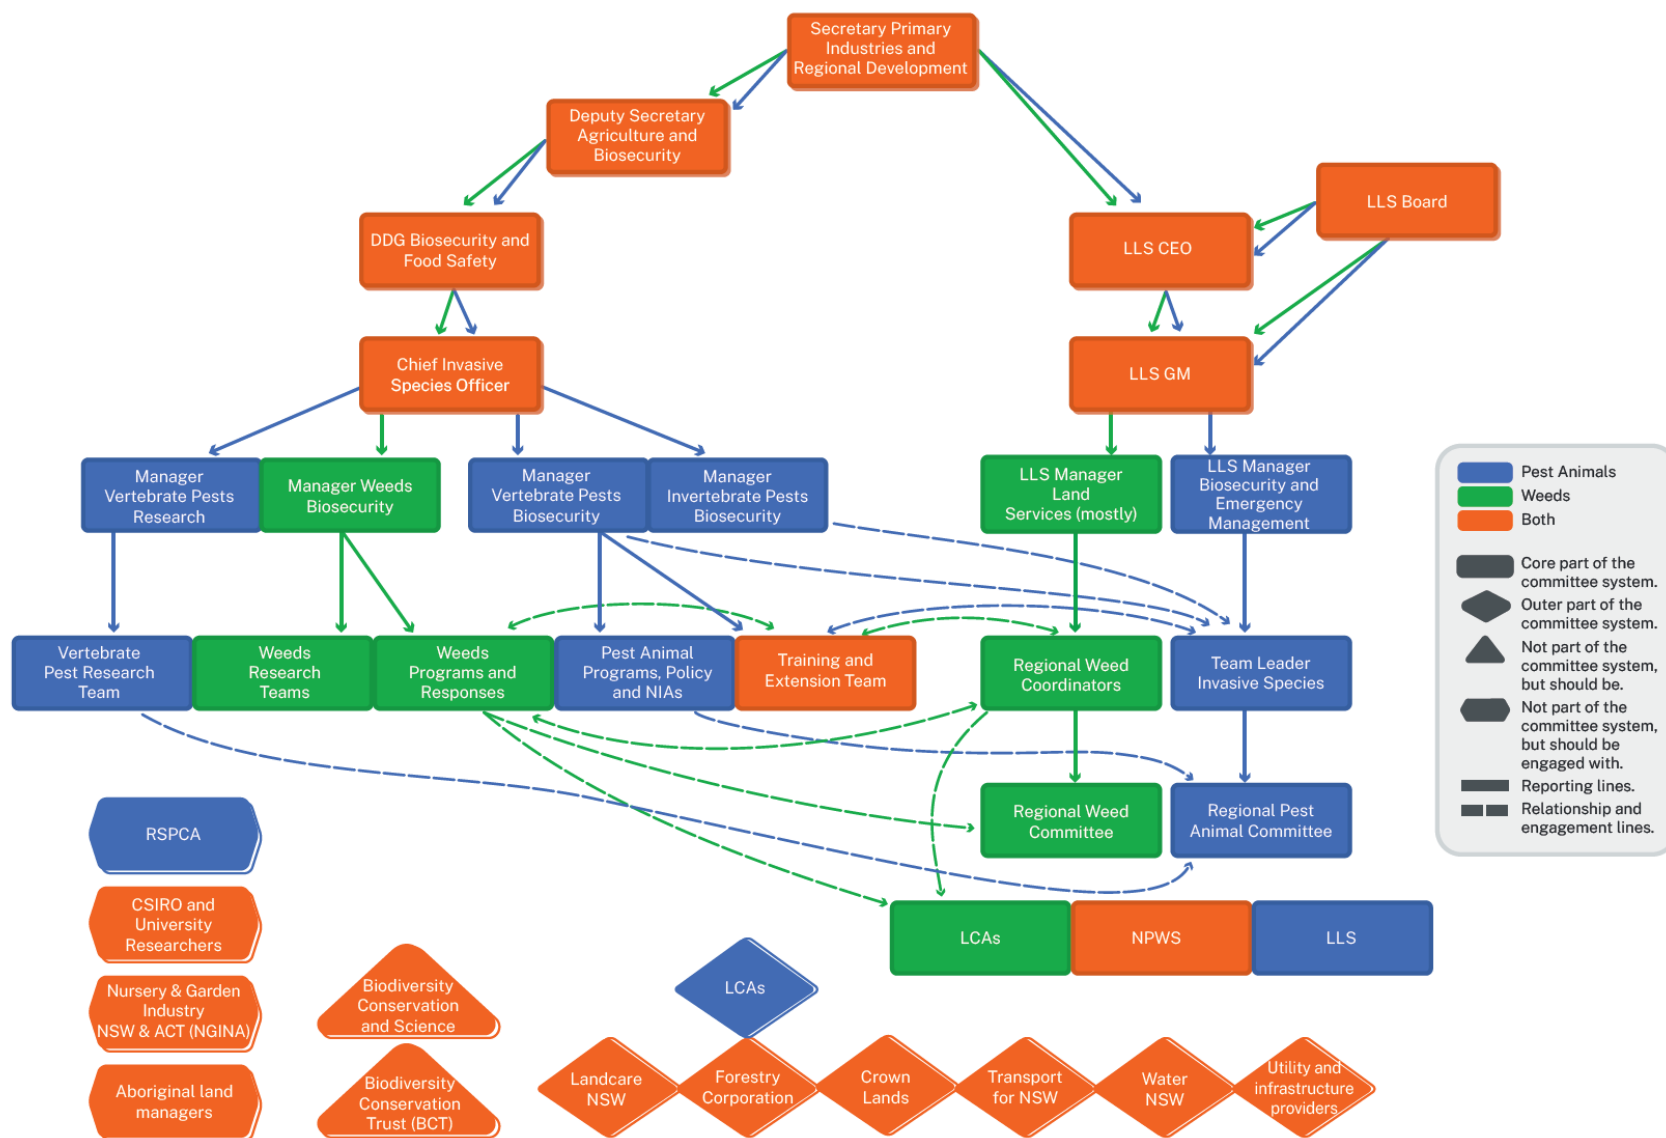 Secretary Primary
Industries and
Regional Development
Deputy Secretary
Agriculture and
Biosecurity
LLS Board
DDG Biosecurity and
Food Safety
LLS CEO
Chief Invasive
Species Officer
LLS GM
Manager
Vertebrate Pests
Research
Manager Weeds
Biosecurity
Manager
Vertebrate Pests
Biosecurity
Manager
Invertebrate Pests
Biosecurity
LLS Manager
Land
Services (mostly)
LLS Manager
Biosecurity and
Emergency
Management
Vertebrate
Pest Research
Team
Weeds
Research
Teams
Weeds
Programs and
Responses
Pest Animal
Programs, Policy
and NIAs
Training and
Extension Team
Regional Weed
Coordinators
Team Leader
Invasive Species
Regional Weed
Committee
Regional Pest
Animal Committee
LCAs
NPWS
LLS
RSPCA
CSIRO and
University
Researchers
Nursery & Garden
Industry
NSW & ACT (NGINA)
Aboriginal land
managers
Biodiversity
Conservation
and Science
Biodiversity
Conservation
Trust (BCT)
LCAs
Landcare
NSW
Forestry
Corporation
Crown
Lands
Transport
for NSW
Water
NSW
Utility and
infrastructure
providers
Pest Animals
Weeds
Both
Core part of the
committee system.
Outer part of the
committee system.
Not part of the
committee system,
but should be.
Not part of the
committee system,
but should be
engaged with.
Reporting lines.
Relationship and
engagement lines.